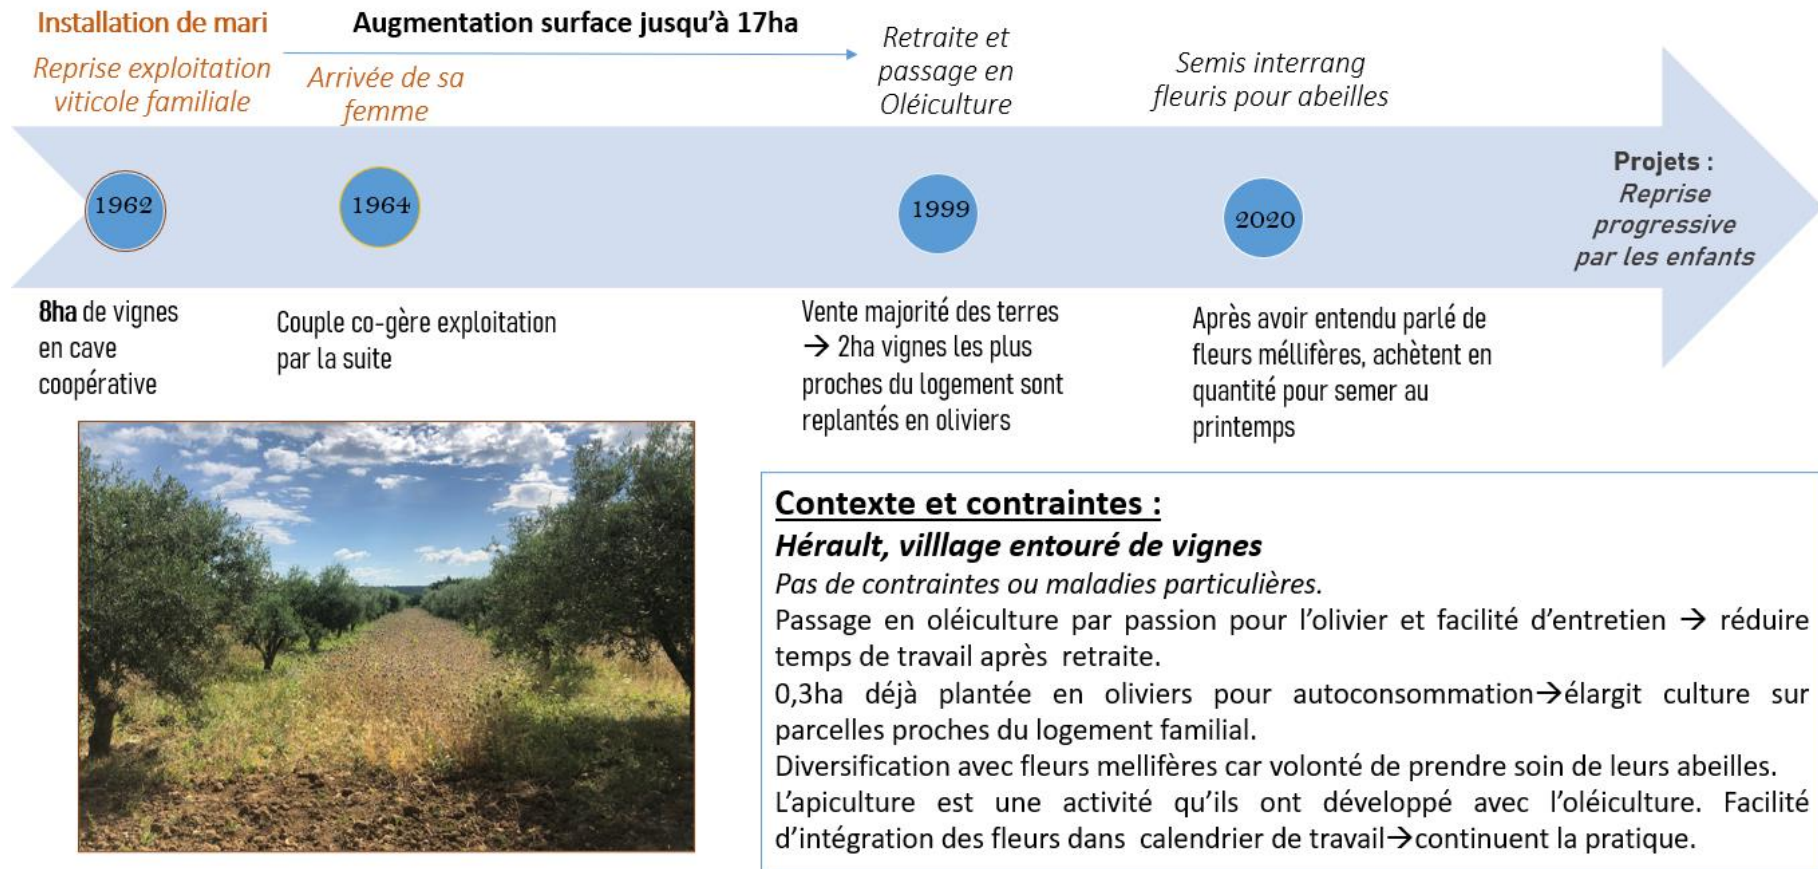 Installation de mari
Reprise exploitation
viticole familiale
Augmentation surface jusqu'à 17ha
Arrivée de sa
femme
Retraite et
passage en
Oléiculture
Semis interrang
fleuris pour abeilles
1962
1964
1999
2020
Projets :
Reprise
progressive
par les enfants
8ha de vignes
en cave
coopérative
Couple co-gère exploitation
par la suite
Vente majorité des terres
→ 2ha vignes les plus
proches du logement sont
replantés en oliviers
Après avoir entendu parlé de
fleurs méllifères, achètent en
quantité pour semer au
printemps
Contexte et contraintes :
Hérault, villlage entouré de vignes
Pas de contraintes ou maladies particulières.
Passage en oléiculture par passion pour l'olivier et facilité d'entretien → réduire
temps de travail après retraite.
0,3ha déjà plantée en oliviers pour autoconsommation→élargit culture sur
parcelles proches du logement familial.
Diversification avec fleurs mellifères car volonté de prendre soin de leurs abeilles.
L'apiculture est une activité qu'ils ont développé avec l'oléiculture. Facilité
d'intégration des fleurs dans calendrier de travail→continuent la pratique.